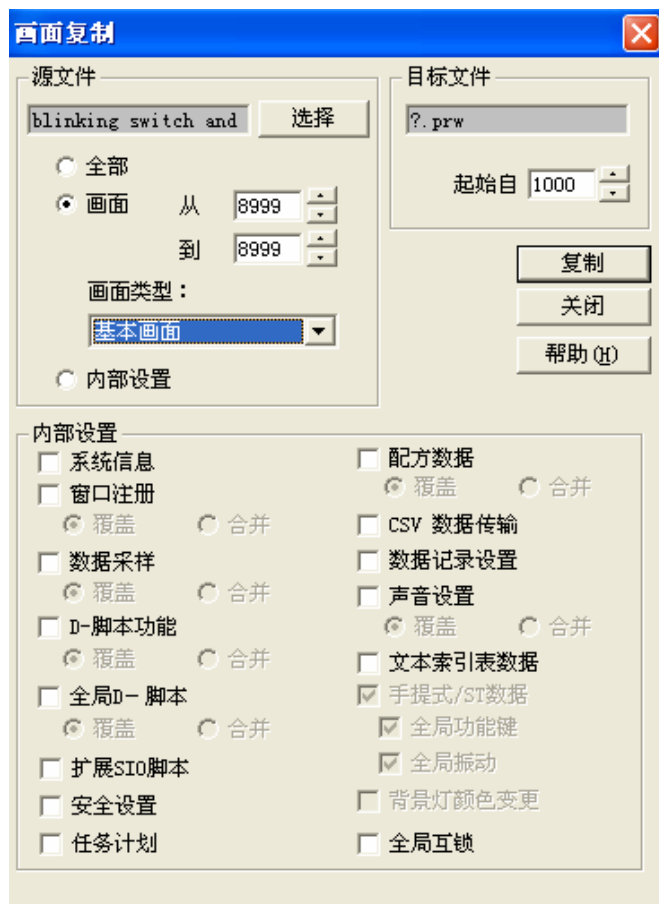 画面复制
源文件
blinking switch and
选择
全部
画面 从 8999
到 8999
画面类型：
基本画面
内部设置
目标文件
?.prw
起始自 1000
复制
关闭
帮助(H)
内部设置
系统信息
窗口注册
覆盖 合并
数据采样
覆盖 合并
D-脚本功能
覆盖 合并
全局D- 脚本
覆盖 合并
扩展SIO脚本
安全设置
任务计划
配方数据
覆盖 合并
CSV 数据传输
数据记录设置
声音设置
覆盖 合并
文本索引表数据
手提式/ST数据
全局功能键
全局振动
背景灯颜色变更
全局互锁